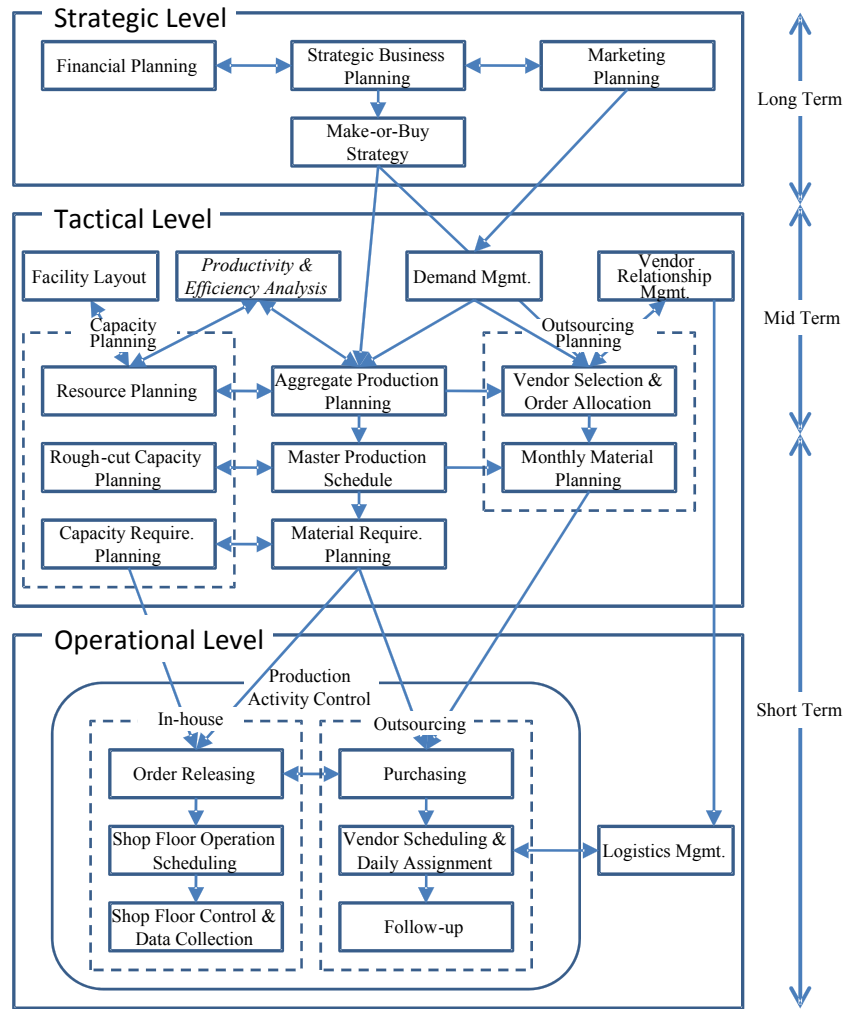 Strategic Level
Financial Planning
Strategic Business
Planning
Marketing
Planning
Make-or-Buy
Strategy
Long Term
Tactical Level
Facility Layout
Productivity &
Efficiency Analysis
Demand Mgmt.
Vendor
Relationship
Mgmt.
Mid Term
Capacity
Planning
Outsourcing
Planning
Resource Planning
Aggregate Production
Planning
Vendor Selection &
Order Allocation
Rough-cut Capacity
Planning
Master Production
Schedule
Monthly Material
Planning
Capacity Require.
Planning
Material Require.
Planning
Operational Level
Production
Activity Control
Short Term
In-house
Outsourcing
Order Releasing
Purchasing
Shop Floor Operation
Scheduling
Vendor Scheduling &
Daily Assignment
Logistics Mgmt.
Shop Floor Control &
Data Collection
Follow-up